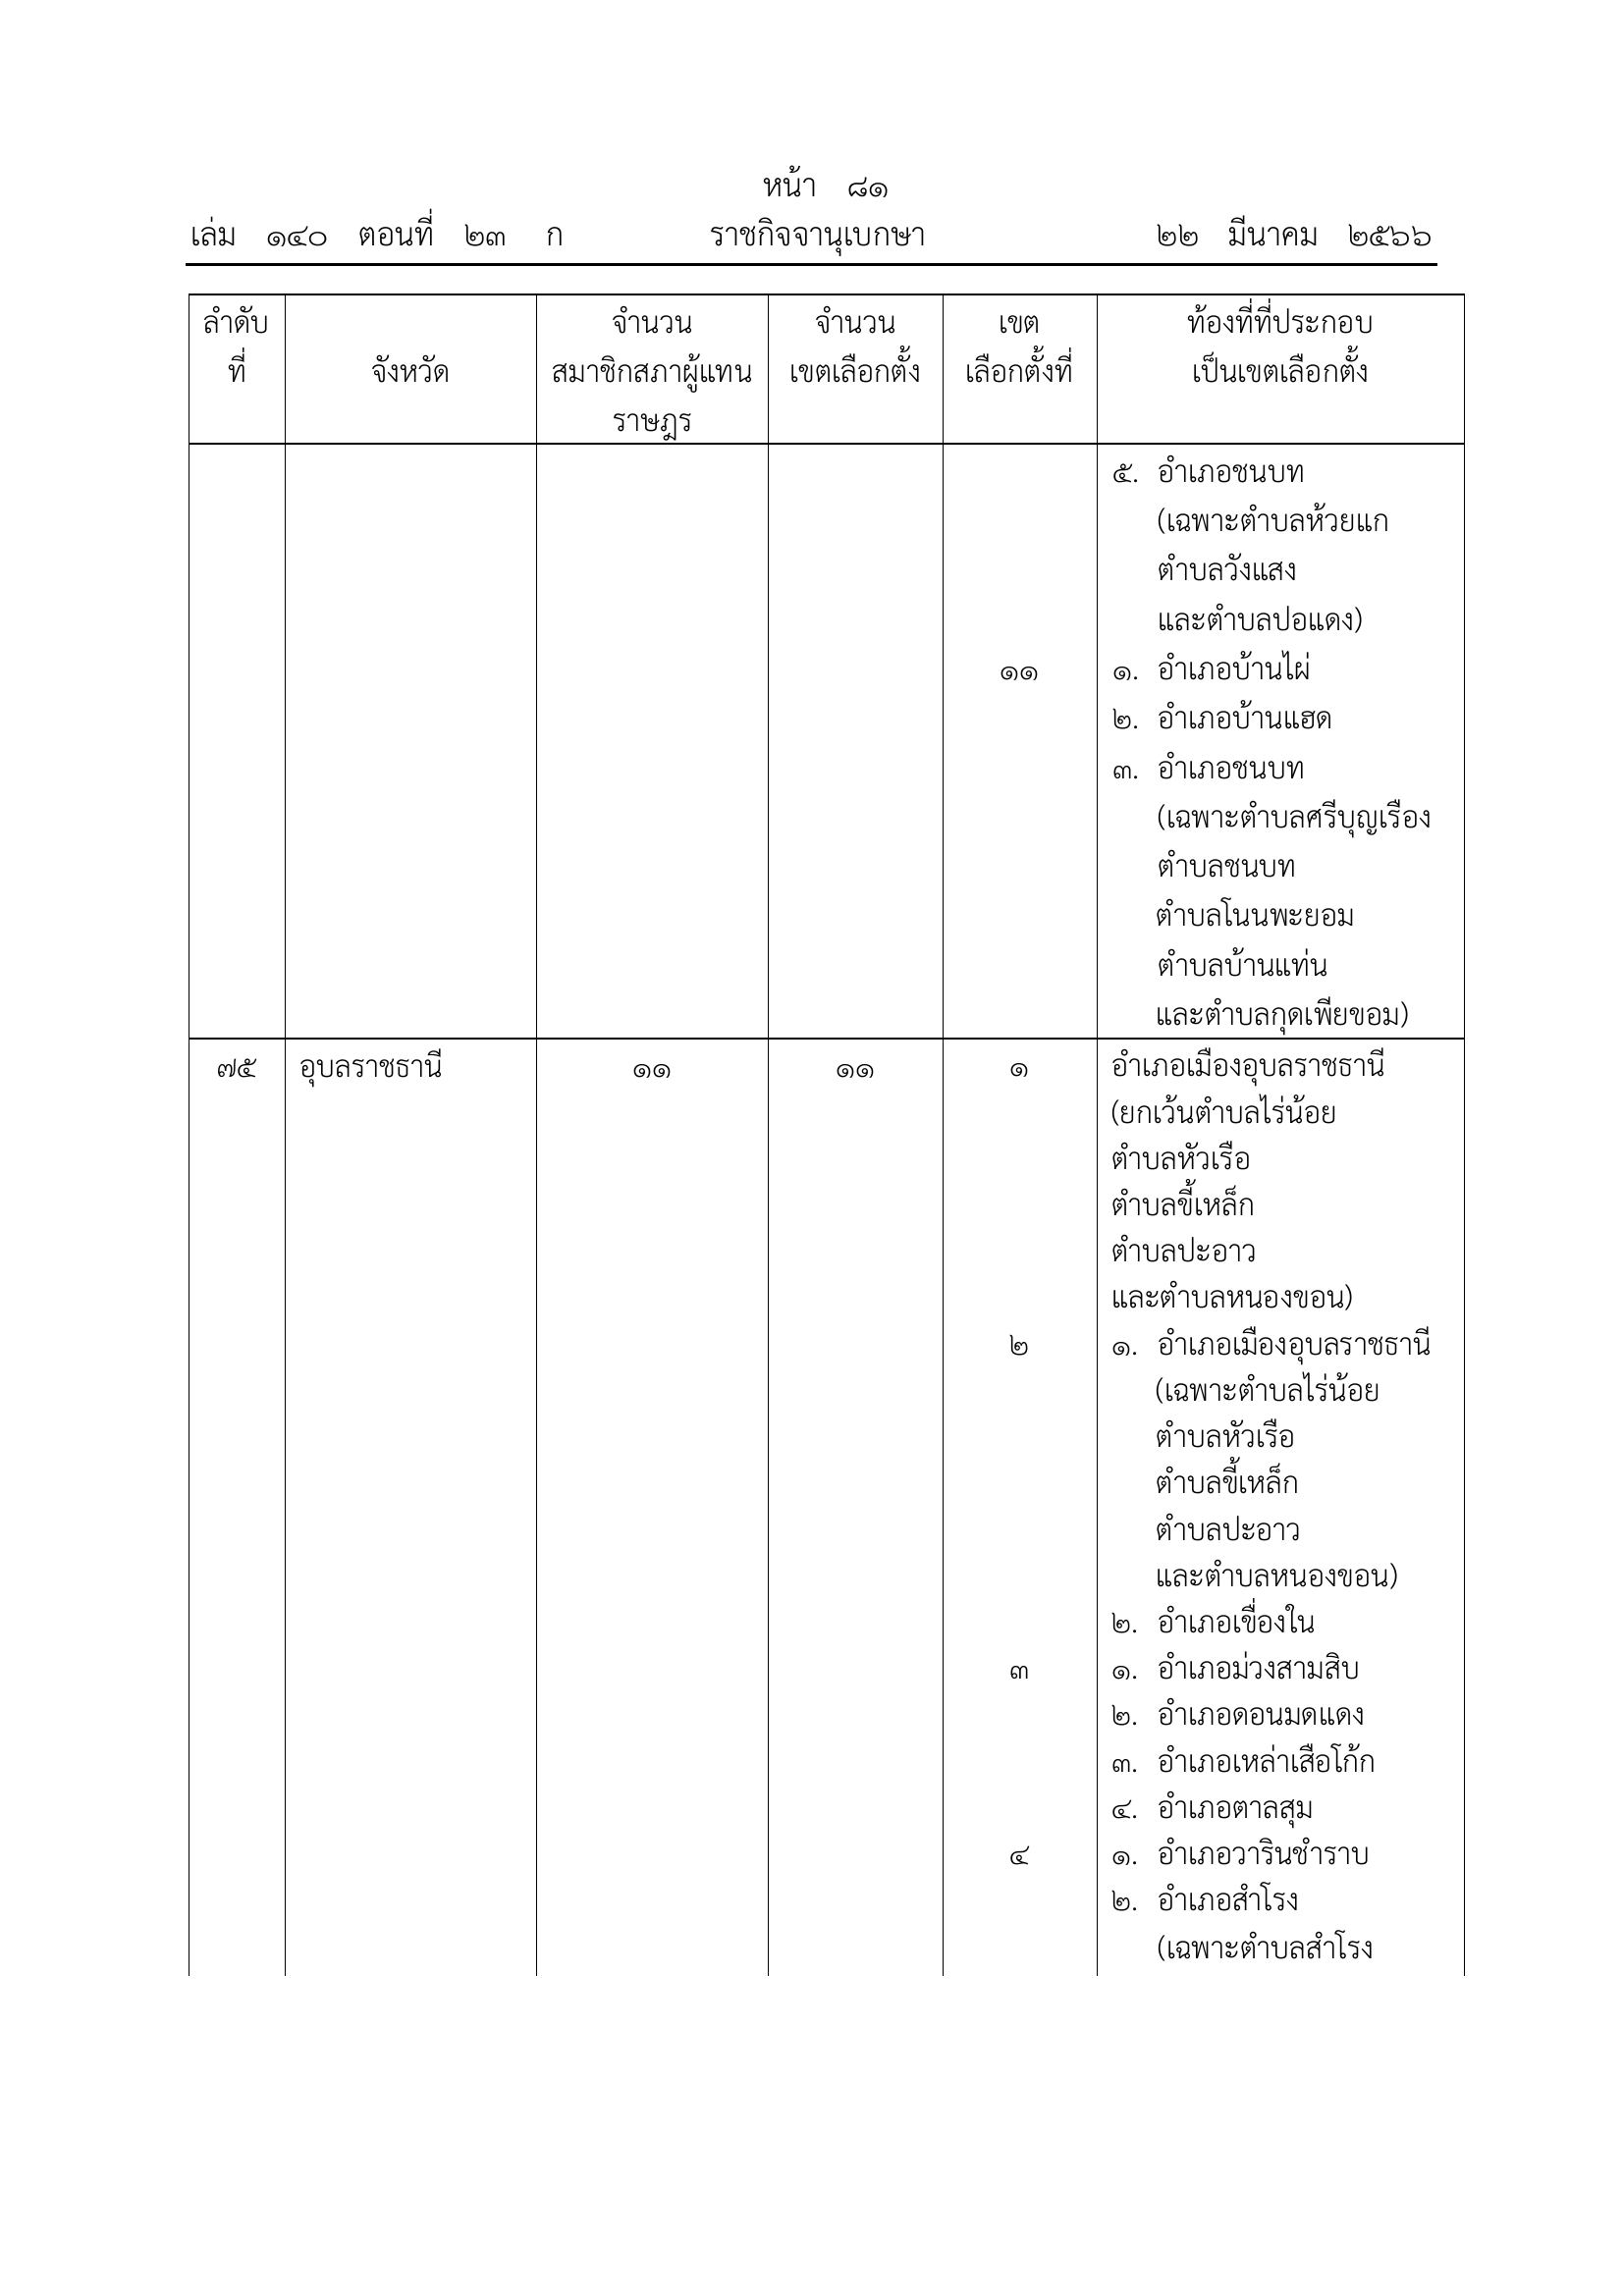 หน้า ๘๑
เล่ม ๑๔๐ ตอนที่ ๒๓ ก ราชกิจจานุเบกษา ๒๒ มีนาคม ๒๕๖๖
ลำดับ จำนวน จำนวน เขต ท้องที่ที่ประกอบ
ที่ จังหวัด สมาชิกสภาผู้แทน เขตเลือกตั้ง เลือกตั้งที่ เป็นเขตเลือกตั้ง
ราษฎร
๕. อำเภอชนบท
(เฉพาะตำบลห้วยแก
ตำบลวังแสง
และตำบลปอแดง)
๑๑ ๑. อำเภอบ้านไผ่
๒. อำเภอบ้านแฮด
๓. อำเภอชนบท
(เฉพาะตำบลศรีบุญเรือง
ตำบลชนบท
ตำบลโนนพะยอม
ตำบลบ้านแท่น
และตำบลกุดเพียขอม)
๗๕ อุบลราชธานี ๑๑ ๑๑ ๑ อำเภอเมืองอุบลราชธานี
(ยกเว้นตำบลไร่น้อย
ตำบลหัวเรือ
ตำบลขี้เหล็ก
ตำบลปะอาว
และตำบลหนองขอน)
๒ ๑. อำเภอเมืองอุบลราชธานี
(เฉพาะตำบลไร่น้อย
ตำบลหัวเรือ
ตำบลขี้เหล็ก
ตำบลปะอาว
และตำบลหนองขอน)
๒. อำเภอเขื่องใน
๓ ๑. อำเภอม่วงสามสิบ
๒. อำเภอดอนมดแดง
๓. อำเภอเหล่าเสือโก้ก
๔. อำเภอตาลสุม
๔ ๑. อำเภอวารินชำราบ
๒. อำเภอสำโรง
(เฉพาะตำบลสำโรง